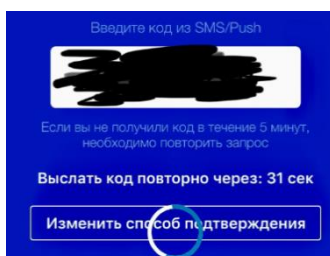 Введите код из SMS/Push
Если вы не получили код в течение 5 минут,
необходимо повторить запрос
Выслать код повторно через: 31 сек
Изменить способ подтверждения